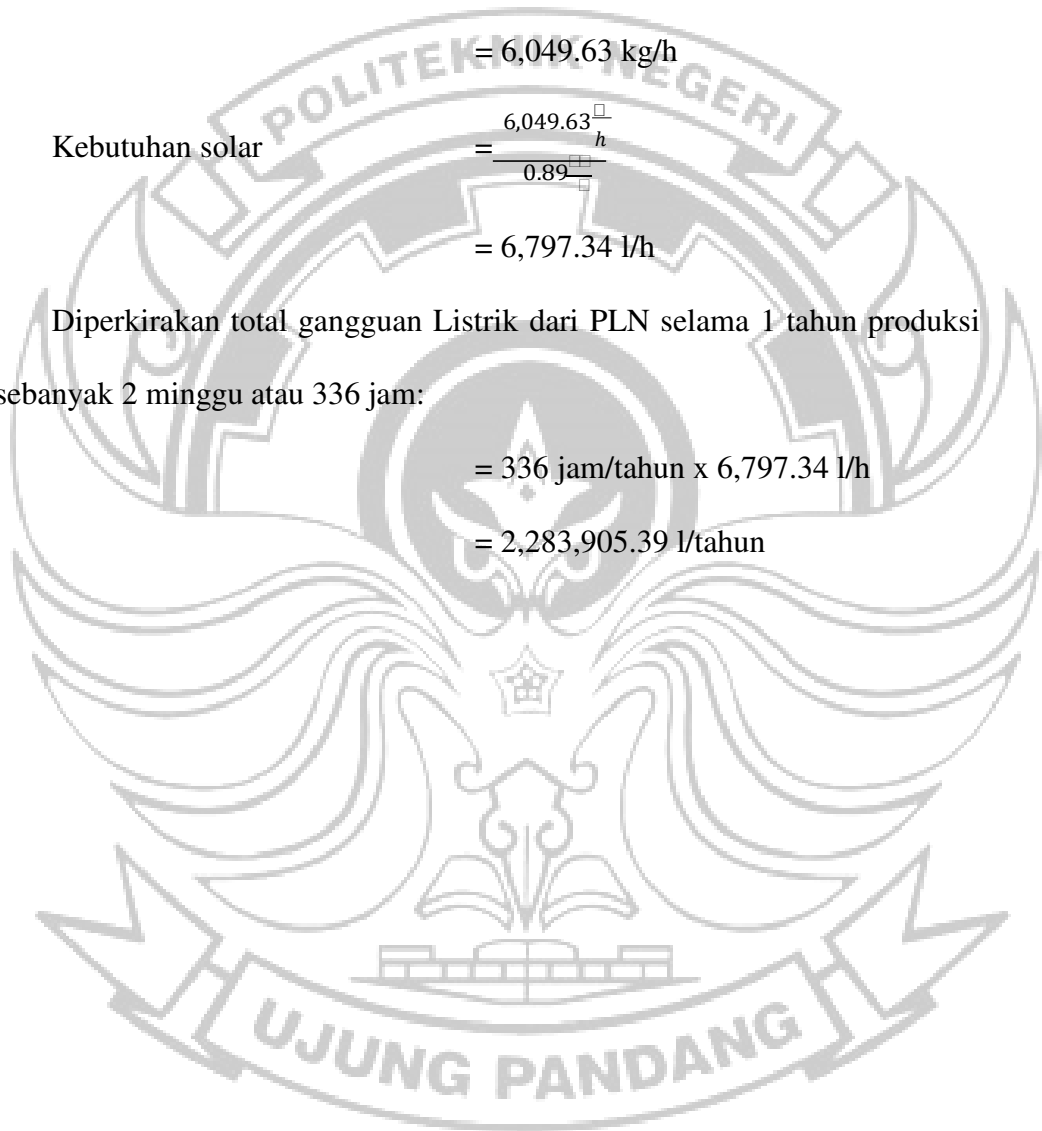 = 6,049.63 kg/h
POLITEKNIK NEGERI
Kebutuhan solar = 6,049.63 / h
0.89
= 6,797.34 l/h
Diperkirakan total gangguan Listrik dari PLN selama 1 tahun produksi
sebanyak 2 minggu atau 336 jam:
= 336 jam/tahun x 6,797.34 l/h
= 2,283,905.39 l/tahun
UJUNG PANDANG